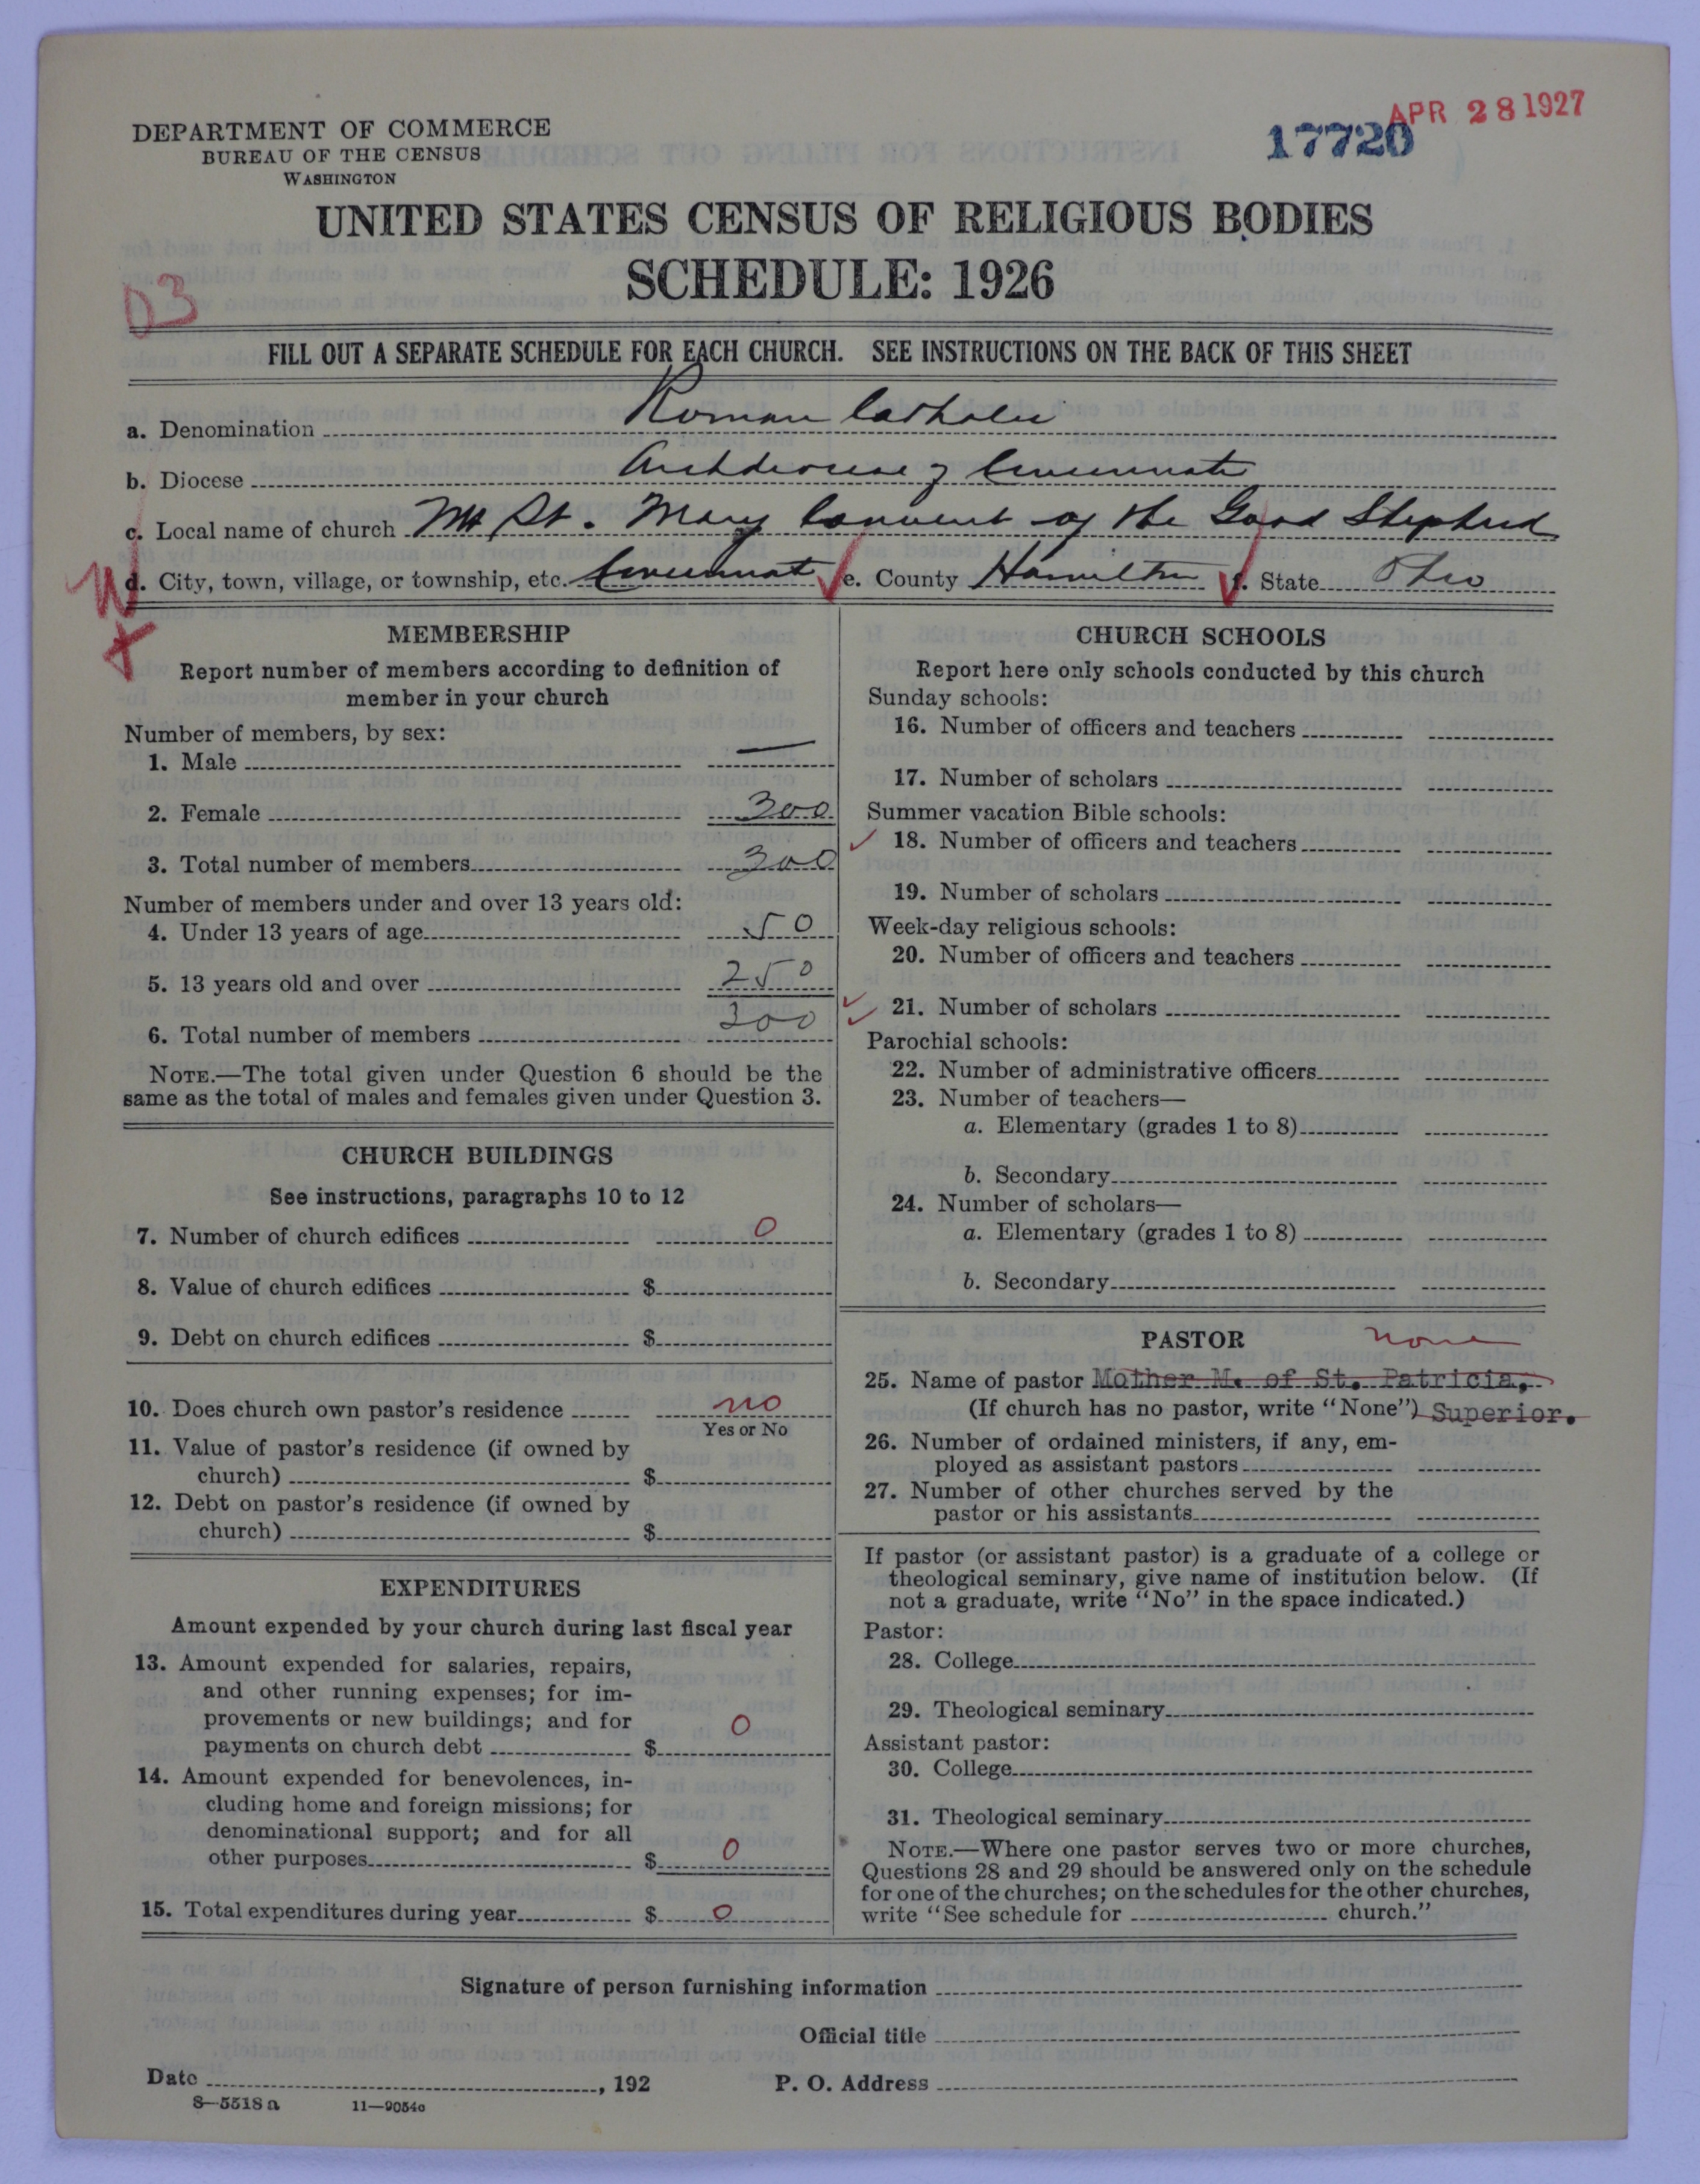 APR 28 1927
17720
DEPARTMENT OF COMMERCE
BUREAU OF THE CENSUS
WASHINGTON
UNITED STATES CENSUS OF RELIGIOUS BODIES
SCHEDULE: 1926
03
FILL OUT A SEPARATE SCHEDULE FOR EACH CHURCH. SEE INSTRUCTIONS ON THE BACK OF THIS SHEET
a. Denomination Roman Catholic
b. Diocese Archdiocese of Cincinnati
c. Local name of church Mt St. Mary Convent of the Good Shepherd
d. City, town, village, or township, etc. Cincinnati e. County Hamilton f. State Ohio
MEMBERSHIP
Report number of members according to definition of
member in your church
Number of members, by sex:
1. Male —
2. Female 300
3. Total number of members 300
Number of members under and over 13 years old:
4. Under 13 years of age 50
5. 13 years old and over 250
6. Total number of members 300
NOTE.—The total given under Question 6 should be the
same as the total of males and females given under Question 3.
CHURCH BUILDINGS
See instructions, paragraphs 10 to 12
7. Number of church edifices 0
8. Value of church edifices $
9. Debt on church edifices $
10. Does church own pastor's residence no
Yes or No
11. Value of pastor's residence (if owned by
church) $
12. Debt on pastor's residence (if owned by
church) $
EXPENDITURES
Amount expended by your church during last fiscal year
13. Amount expended for salaries, repairs,
and other running expenses; for im-
provements or new buildings; and for
payments on church debt $ 0
14. Amount expended for benevolences, in-
cluding home and foreign missions; for
denominational support; and for all
other purposes $ 0
15. Total expenditures during year $ 0
CHURCH SCHOOLS
Report here only schools conducted by this church
Sunday schools:
16. Number of officers and teachers
17. Number of scholars
Summer vacation Bible schools:
18. Number of officers and teachers
19. Number of scholars
Week-day religious schools:
20. Number of officers and teachers
21. Number of scholars
Parochial schools:
22. Number of administrative officers
23. Number of teachers—
a. Elementary (grades 1 to 8)
b. Secondary
24. Number of scholars—
a. Elementary (grades 1 to 8)
b. Secondary
PASTOR none
25. Name of pastor Mother M. of St. Patricia,
(If church has no pastor, write "None") Superior.
26. Number of ordained ministers, if any, em-
ployed as assistant pastors
27. Number of other churches served by the
pastor or his assistants
If pastor (or assistant pastor) is a graduate of a college or
theological seminary, give name of institution below. (If
not a graduate, write "No" in the space indicated.)
Pastor:
28. College
29. Theological seminary
Assistant pastor:
30. College
31. Theological seminary
NOTE.—Where one pastor serves two or more churches,
Questions 28 and 29 should be answered only on the schedule
for one of the churches; on the schedules for the other churches,
write "See schedule for church."
Signature of person furnishing information
Official title
Date , 192 P. O. Address
8—5518a 11—9054c